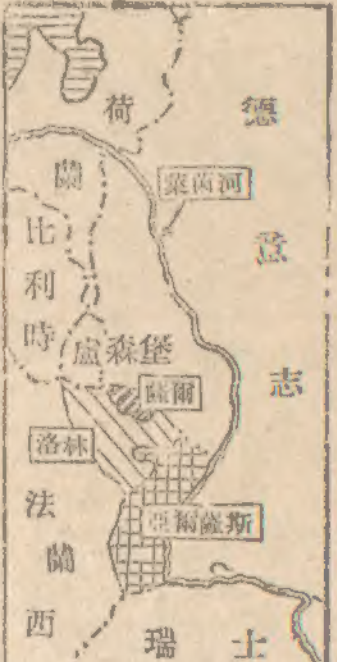 荷蘭
德意志
萊茵河
比利時
盧森堡
薩爾
洛林
亞爾薩斯
法蘭西
瑞士